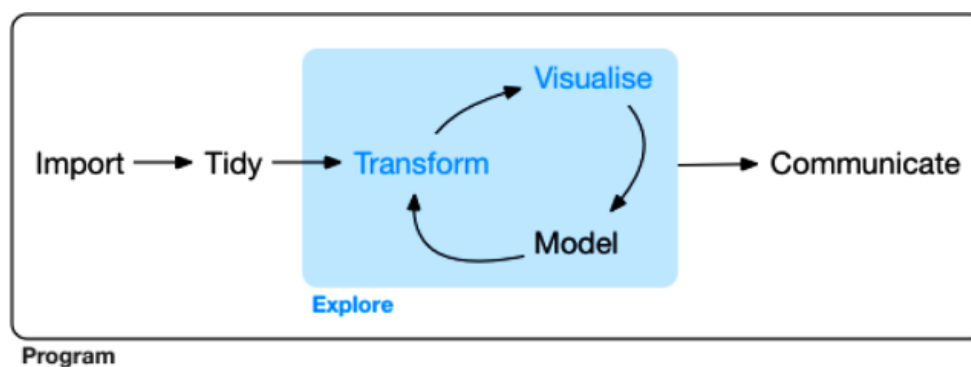 Visualise
Import Tidy Transform Communicate
Model
Explore
Program